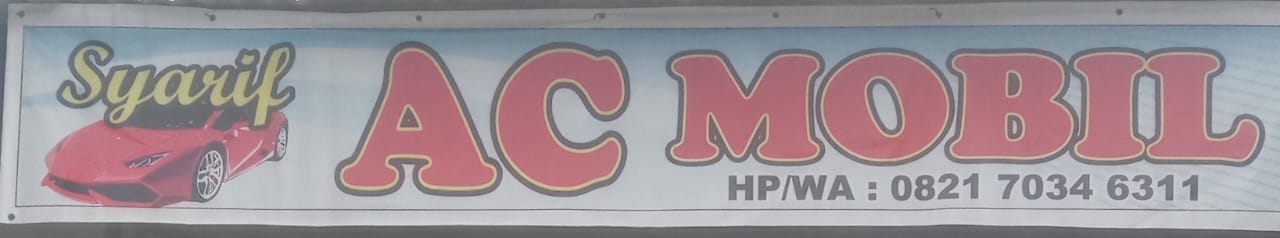 Syarif
AC MOBIL
HP/WA : 0821 7034 6311